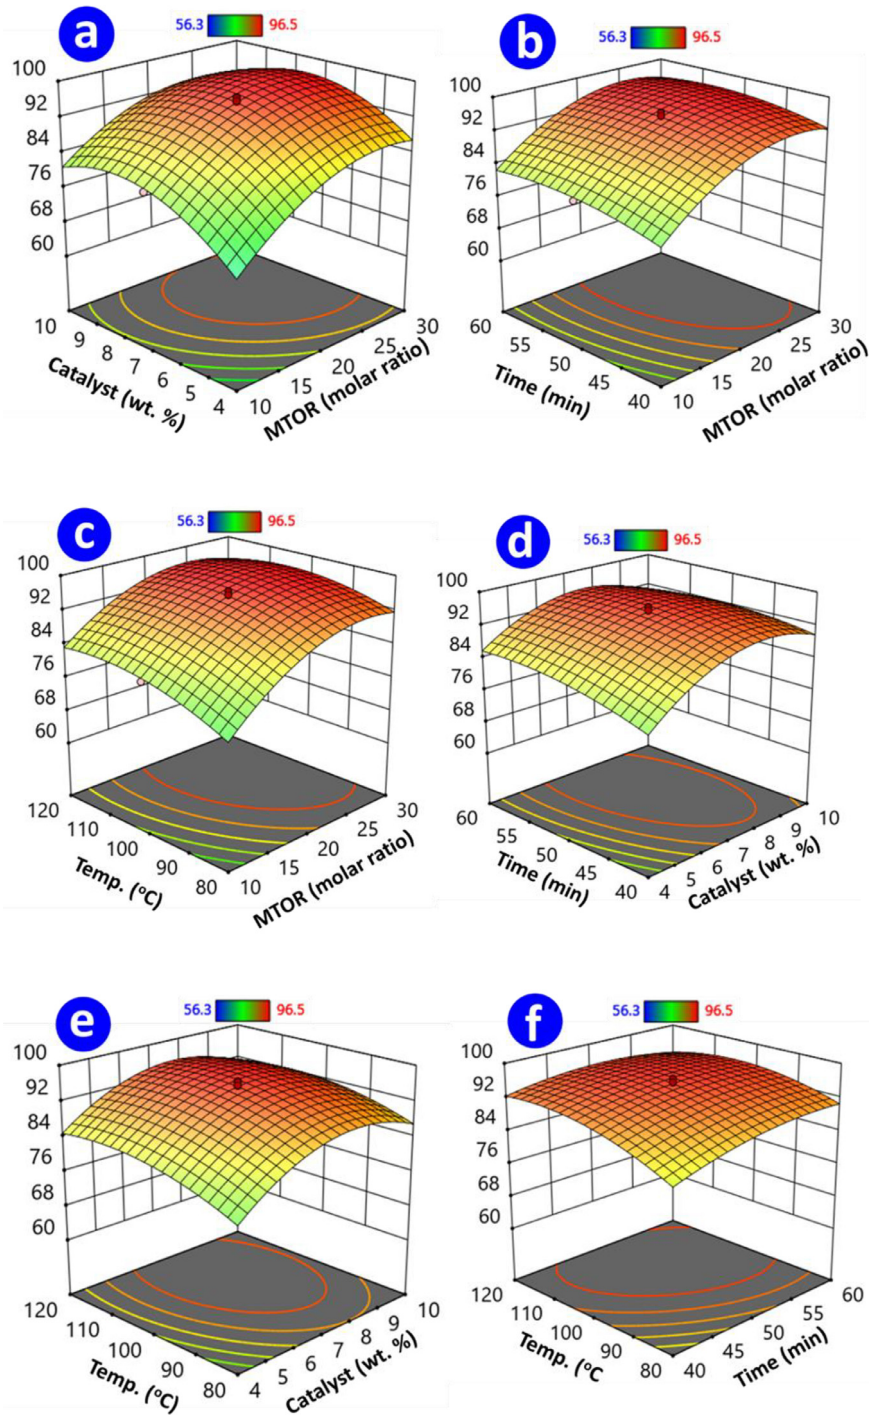 a
56.3 96.5
100
92
84
76
68
60
10 9 8 7 6 5 4
Catalyst (wt. %)
10 15 20 25 30
MTOR (molar ratio)
b
56.3 96.5
100
92
84
76
68
60
60 55 50 45 40
Time (min)
10 15 20 25 30
MTOR (molar ratio)
c
56.3 96.5
100
92
84
76
68
60
120 110 100 90 80
Temp. (°C)
10 15 20 25 30
MTOR (molar ratio)
d
56.3 96.5
100
92
84
76
68
60
60 55 50 45 40
Time (min)
4 5 6 7 8 9 10
Catalyst (wt. %)
e
56.3 96.5
100
92
84
76
68
60
120 110 100 90 80
Temp. (°C)
4 5 6 7 8 9 10
Catalyst (wt. %)
f
56.3 96.5
100
92
84
76
68
60
120 110 100 90 80
Temp. (°C
40 45 50 55 60
Time (min)